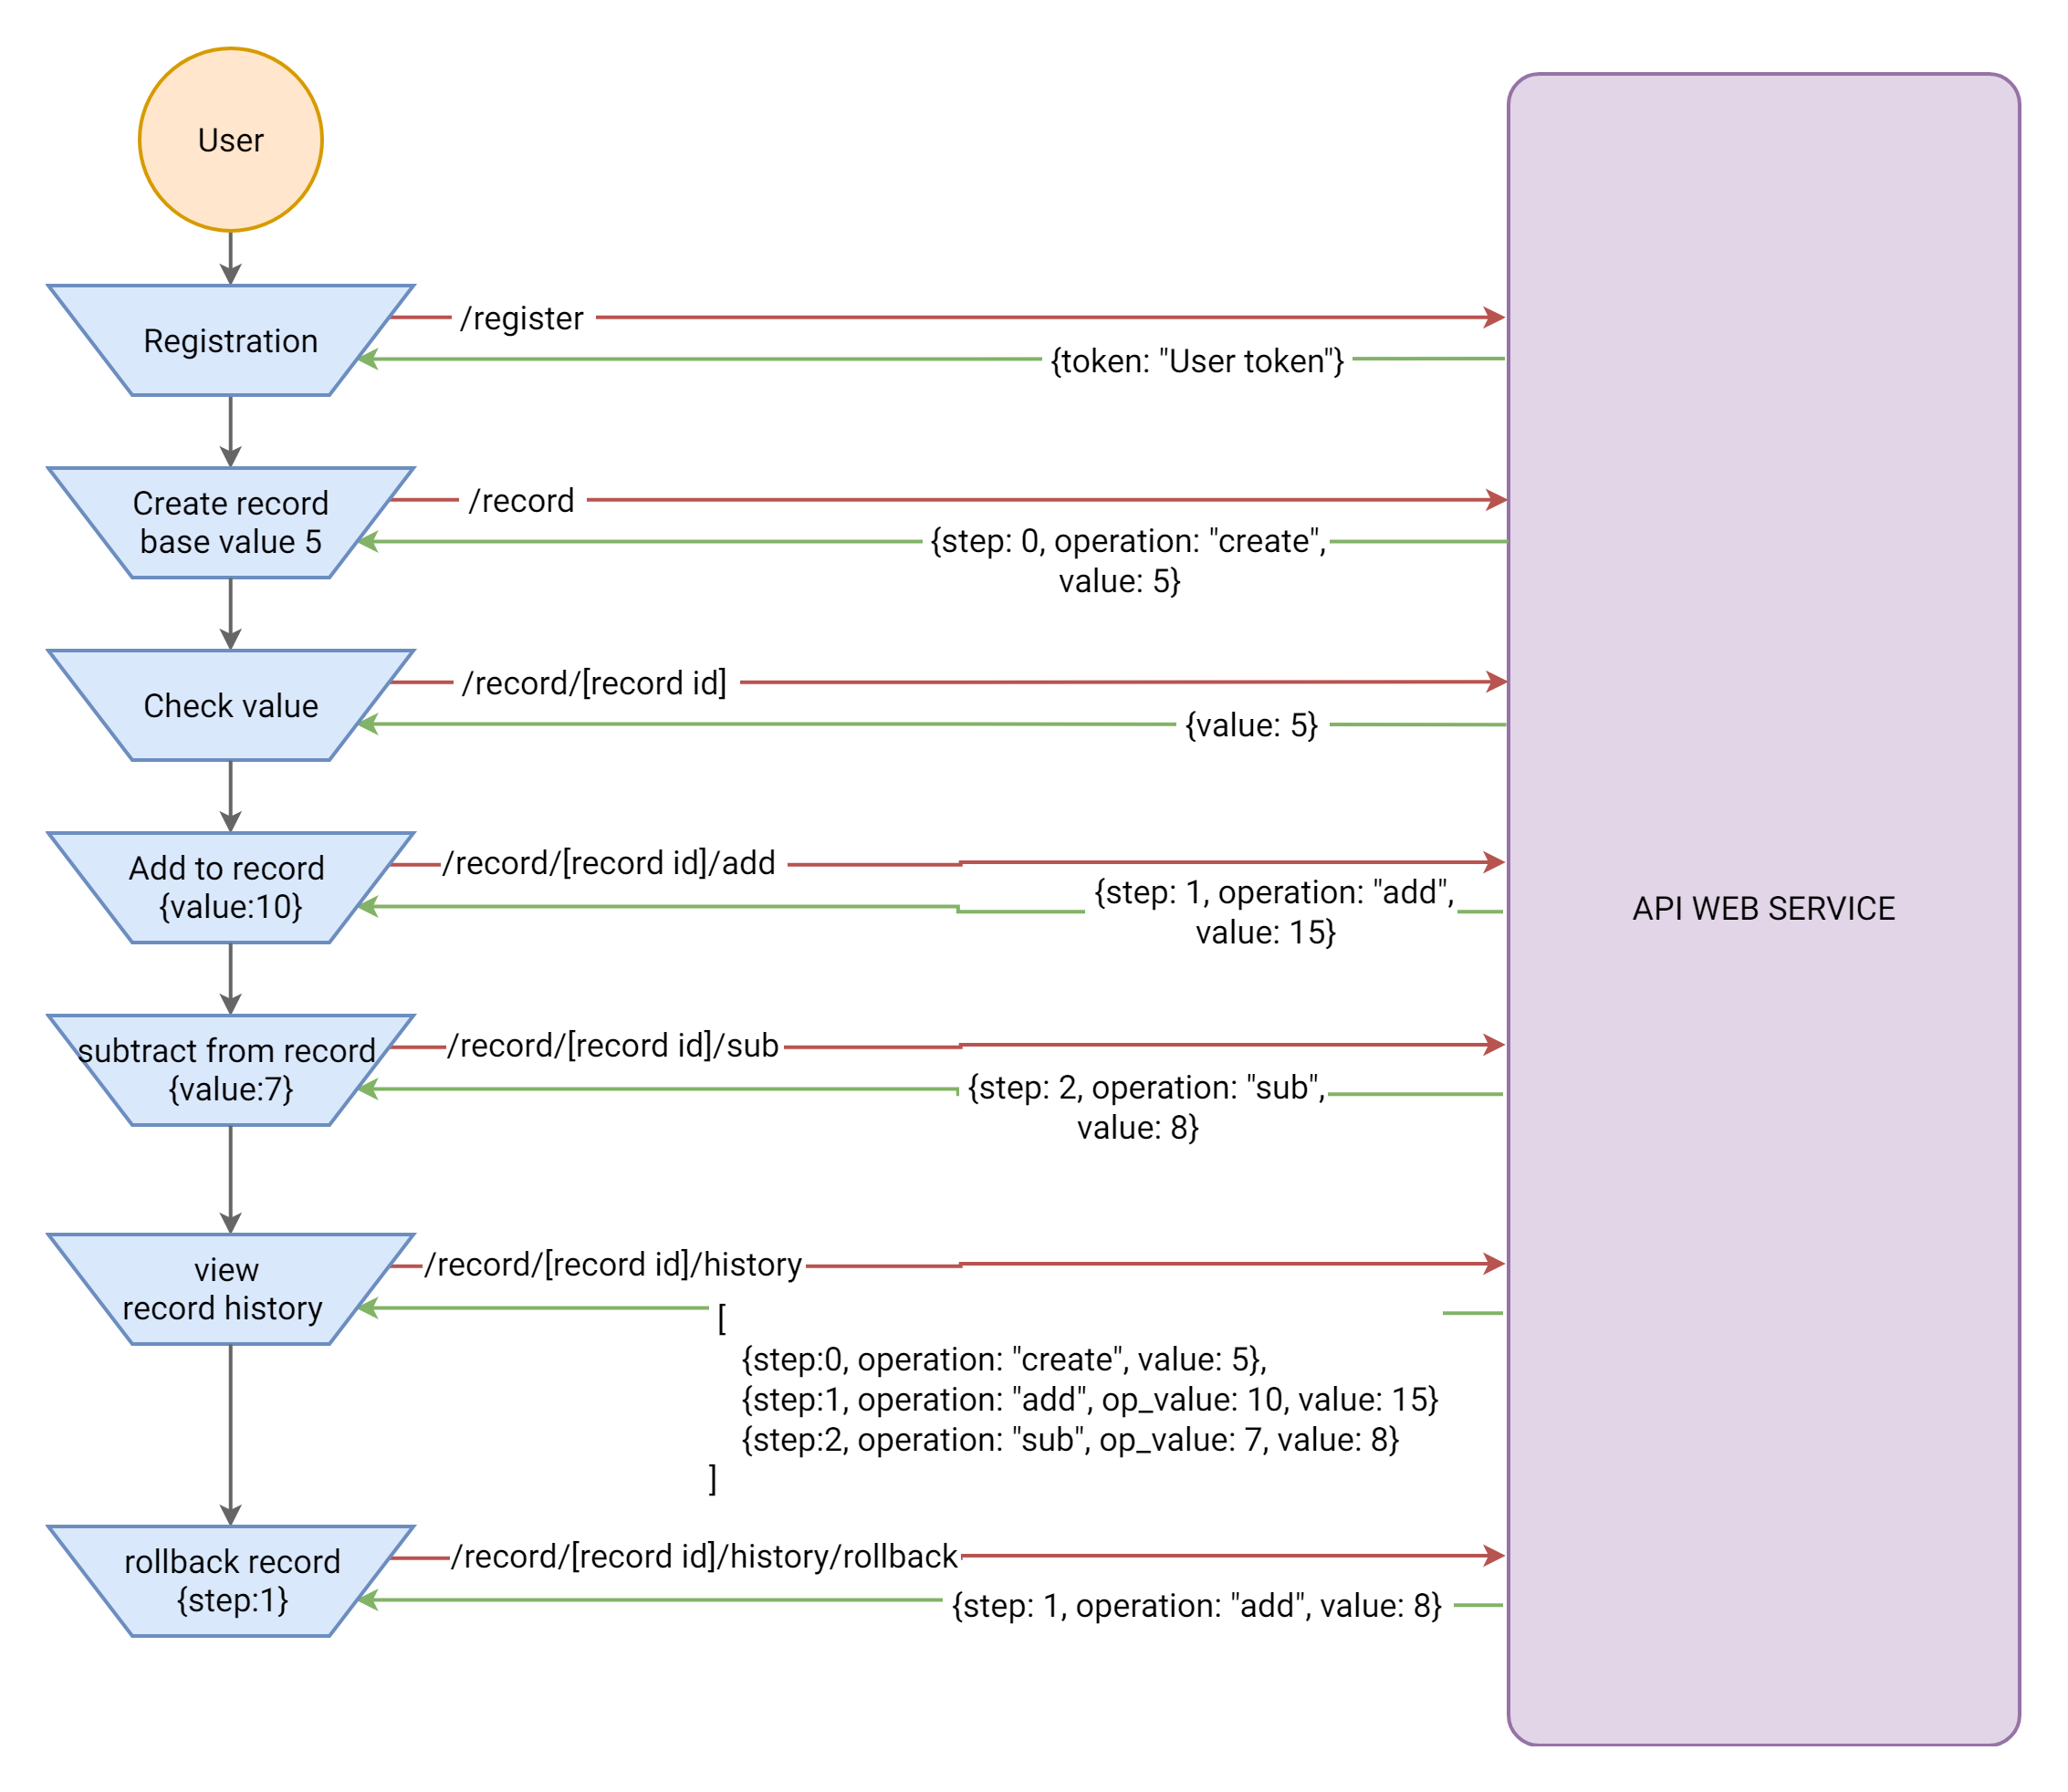 User
Registration
/register
{token: "User token"}
Create record
base value 5
/record
{step: 0, operation: "create",
value: 5}
Check value
/record/[record id]
{value: 5}
Add to record
{value:10}
/record/[record id]/add
{step: 1, operation: "add",
value: 15}
API WEB SERVICE
subtract from record
{value:7}
/record/[record id]/sub
{step: 2, operation: "sub",
value: 8}
view
record history
/record/[record id]/history
[
{step:0, operation: "create", value: 5},
{step:1, operation: "add", op_value: 10, value: 15}
{step:2, operation: "sub", op_value: 7, value: 8}
]
rollback record
{step:1}
/record/[record id]/history/rollback
{step: 1, operation: "add", value: 8}